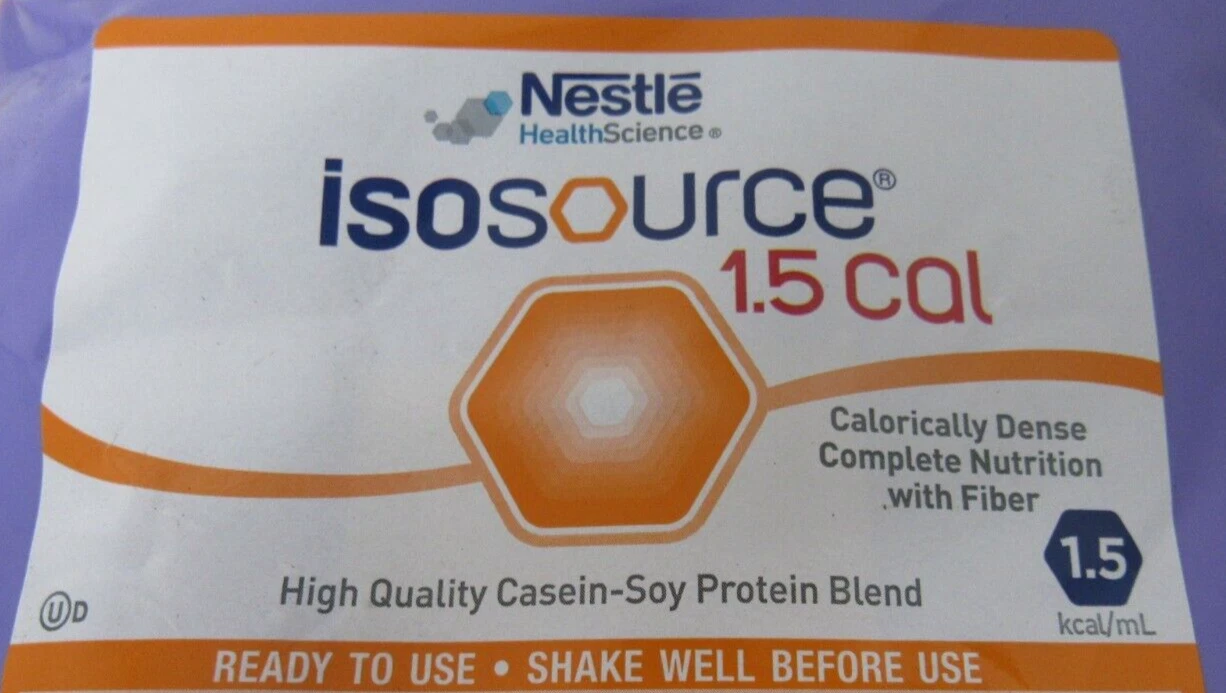 Nestlē
HealthScience®
isosource®
1.5 cal
Calorically Dense
Complete Nutrition
with Fiber
1.5
kcal/mL
High Quality Casein-Soy Protein Blend
Ⓤ D
READY TO USE • SHAKE WELL BEFORE USE